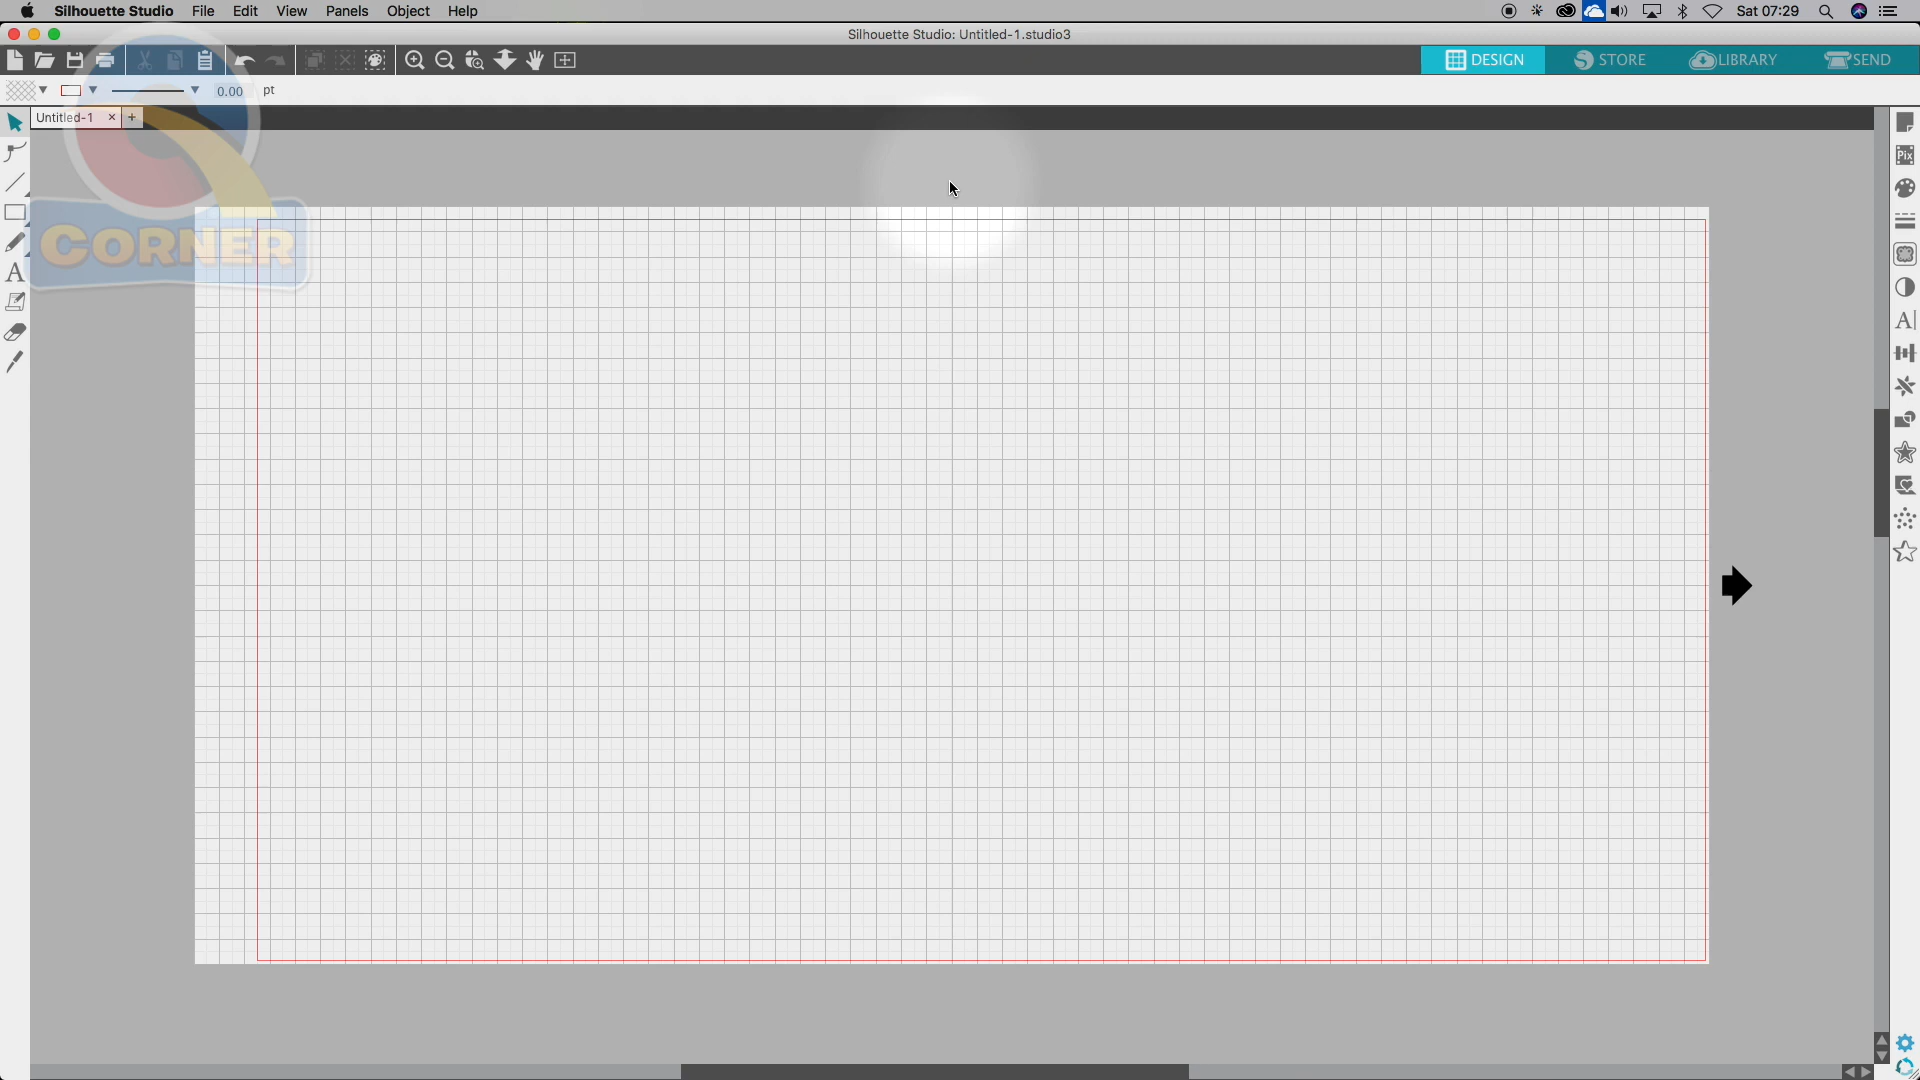 Silhouette Studio File Edit View Panels Object Help Sat 07:29
Silhouette Studio: Untitled-1.studio3
DESIGN STORE LIBRARY SEND
0.00 pt
Untitled-1 × +
Pix
CORNER
A
A